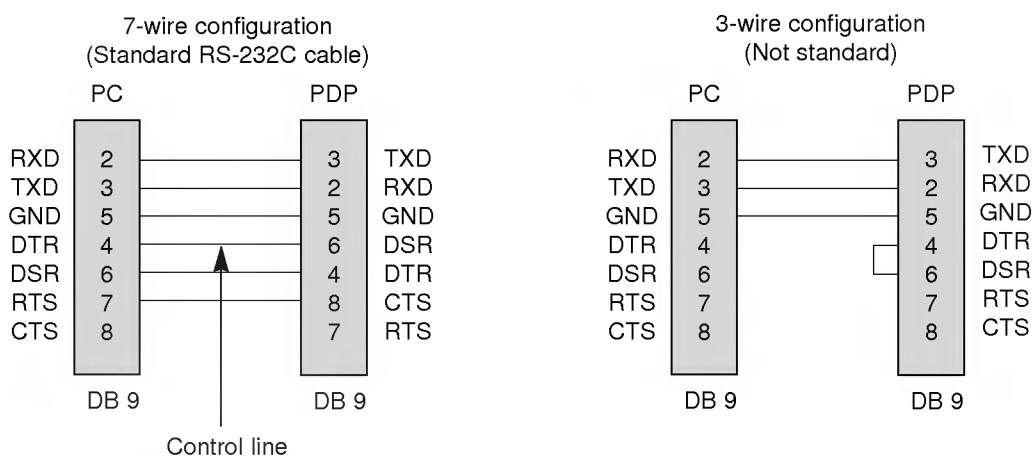 7-wire configuration
(Standard RS-232C cable)
PC PDP
RXD 2 3 TXD
TXD 3 2 RXD
GND 5 5 GND
DTR 4 6 DSR
DSR 6 4 DTR
RTS 7 8 CTS
CTS 8 7 RTS
DB 9 DB 9
Control line
3-wire configuration
(Not standard)
PC PDP
RXD 2 3 TXD
TXD 3 2 RXD
GND 5 5 GND
DTR 4 4 DTR
DSR 6 6 DSR
RTS 7 7 RTS
CTS 8 8 CTS
DB 9 DB 9